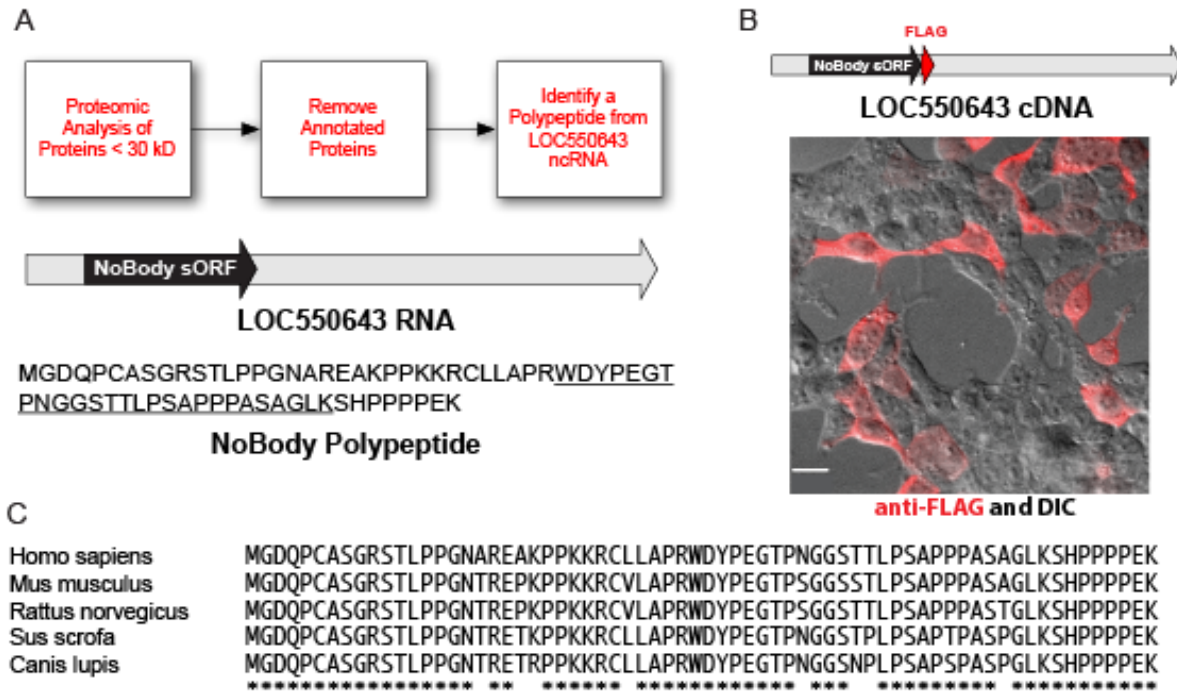 A
Proteomic
Analysis of
Proteins < 30 kD
Remove
Annotated
Proteins
Identify a
Polypeptide from
LOC550643
ncRNA
NoBody sORF
LOC550643 RNA
MGDQPCASGRSTLPPGNAREAKPPKKRCLLAPRWDYPEGT
PNGGSTTLPSAPPPASAGLKSHPPPPEK
NoBody Polypeptide
B
FLAG
NoBody sORF
LOC550643 cDNA
anti-FLAG and DIC
C
Homo sapiens MGDQPCASGRSTLPPGNAREAKPPKKRCLLAPRWDYPEGTPNGGSTTLPSAPPPASAGLKSHPPPPEK
Mus musculus MGDQPCASGRSTLPPGNTREPKPPKKRCVLAPRWDYPEGTPSGGSSTLPSAPPPASAGLKSHPPPPEK
Rattus norvegicus MGDQPCASGRSTLPPGNTREPKPPKKRCVLAPRWDYPEGTPSGGSTTLPSAPPPASTGLKSHPPPPEK
Sus scrofa MGDQPCASGRSTLPPGNTRETKPPKKRCLLAPRWDYPEGTPNGGSTPLPSAPTPASPGLKSHPPPPEK
Canis lupis MGDQPCASGRSTLPPGNTRETRPPKKRCLLAPRWDYPEGTPNGGSNPLPSAPSPASPGLKSHPPPPEK